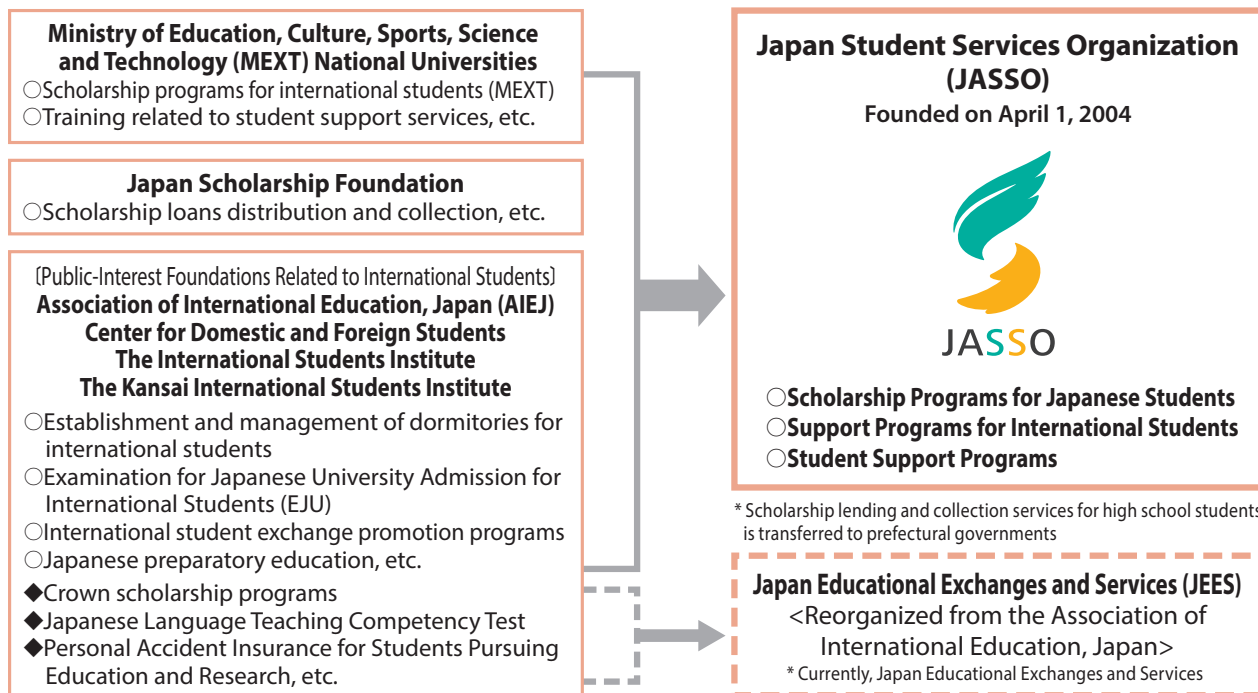 Ministry of Education, Culture, Sports, Science
and Technology (MEXT) National Universities
○Scholarship programs for international students (MEXT)
○Training related to student support services, etc.
Japan Scholarship Foundation
○Scholarship loans distribution and collection, etc.
〔Public-Interest Foundations Related to International Students〕
Association of International Education, Japan (AIEJ)
Center for Domestic and Foreign Students
The International Students Institute
The Kansai International Students Institute
○Establishment and management of dormitories for
international students
○Examination for Japanese University Admission for
International Students (EJU)
○International student exchange promotion programs
○Japanese preparatory education, etc.
◆Crown scholarship programs
◆Japanese Language Teaching Competency Test
◆Personal Accident Insurance for Students Pursuing
Education and Research, etc.
Japan Student Services Organization
(JASSO)
Founded on April 1, 2004
JASSO
○Scholarship Programs for Japanese Students
○Support Programs for International Students
○Student Support Programs
* Scholarship lending and collection services for high school students
is transferred to prefectural governments
Japan Educational Exchanges and Services (JEES)
<Reorganized from the Association of
International Education, Japan>
* Currently, Japan Educational Exchanges and Services